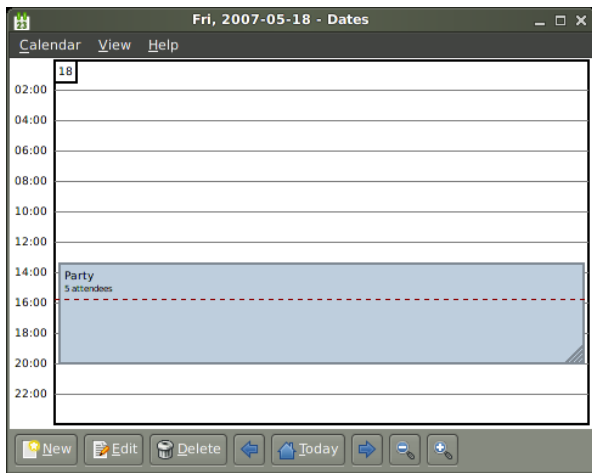 Fri, 2007-05-18 - Dates
Calendar View Help
18
02:00
04:00
06:00
08:00
10:00
12:00
14:00
Party
5 attendees
16:00
18:00
20:00
22:00
New Edit Delete Today